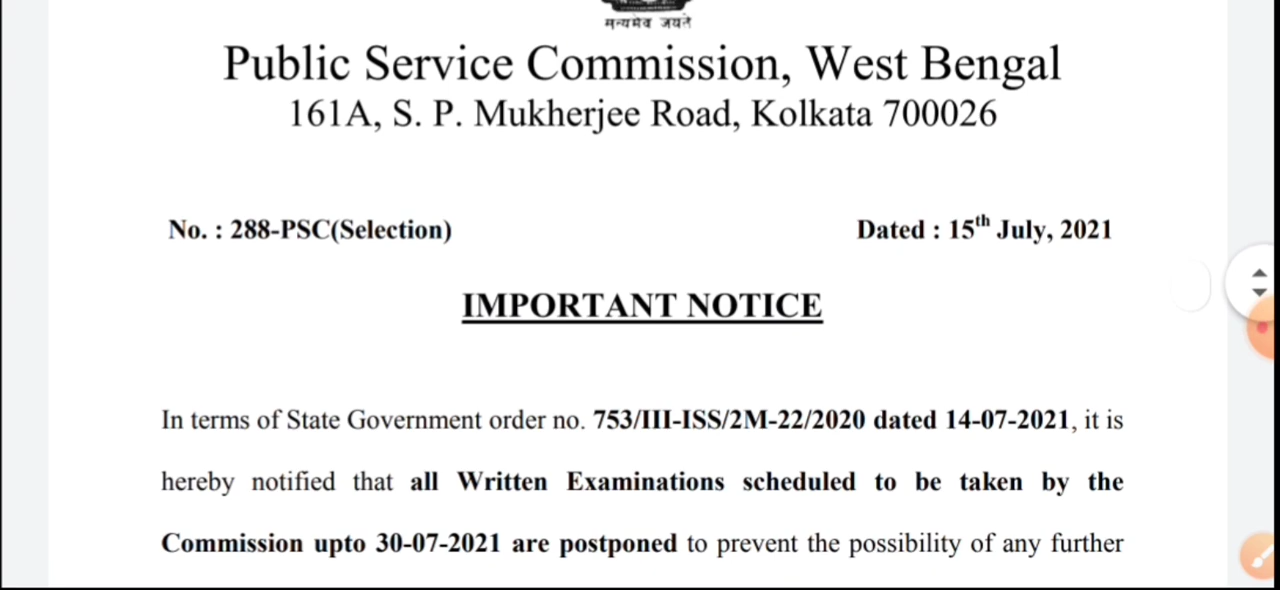 सत्यमेव जयते
Public Service Commission, West Bengal
161A, S. P. Mukherjee Road, Kolkata 700026
No. : 288-PSC(Selection) Dated : 15th July, 2021
IMPORTANT NOTICE
In terms of State Government order no. 753/III-ISS/2M-22/2020 dated 14-07-2021, it is
hereby notified that all Written Examinations scheduled to be taken by the
Commission upto 30-07-2021 are postponed to prevent the possibility of any further